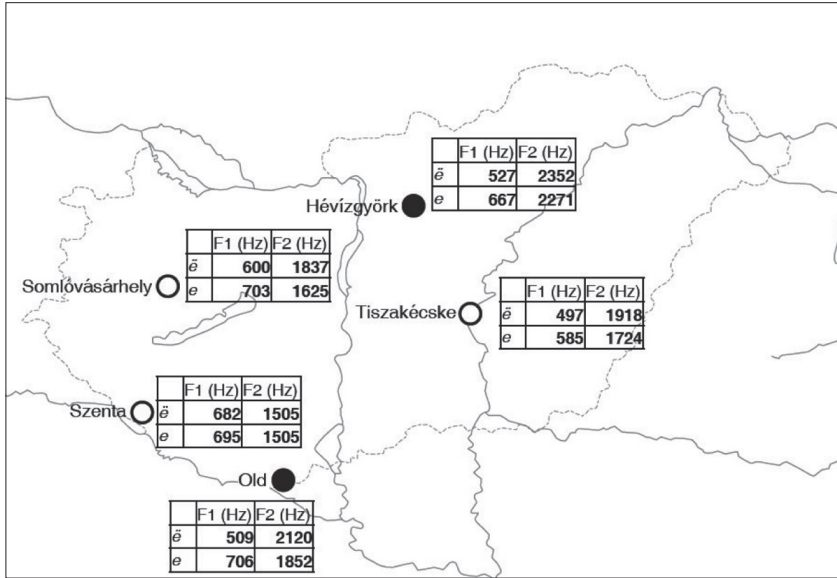 F1 (Hz) F2 (Hz)
ë 527 2352
e 667 2271
Hévízgyörk
F1 (Hz) F2 (Hz)
ë 600 1837
e 703 1625
Somlóvásárhely
Tiszakécske
F1 (Hz) F2 (Hz)
ë 497 1918
e 585 1724
Szenta
F1 (Hz) F2 (Hz)
ë 682 1505
e 695 1505
Old
F1 (Hz) F2 (Hz)
ë 509 2120
e 706 1852